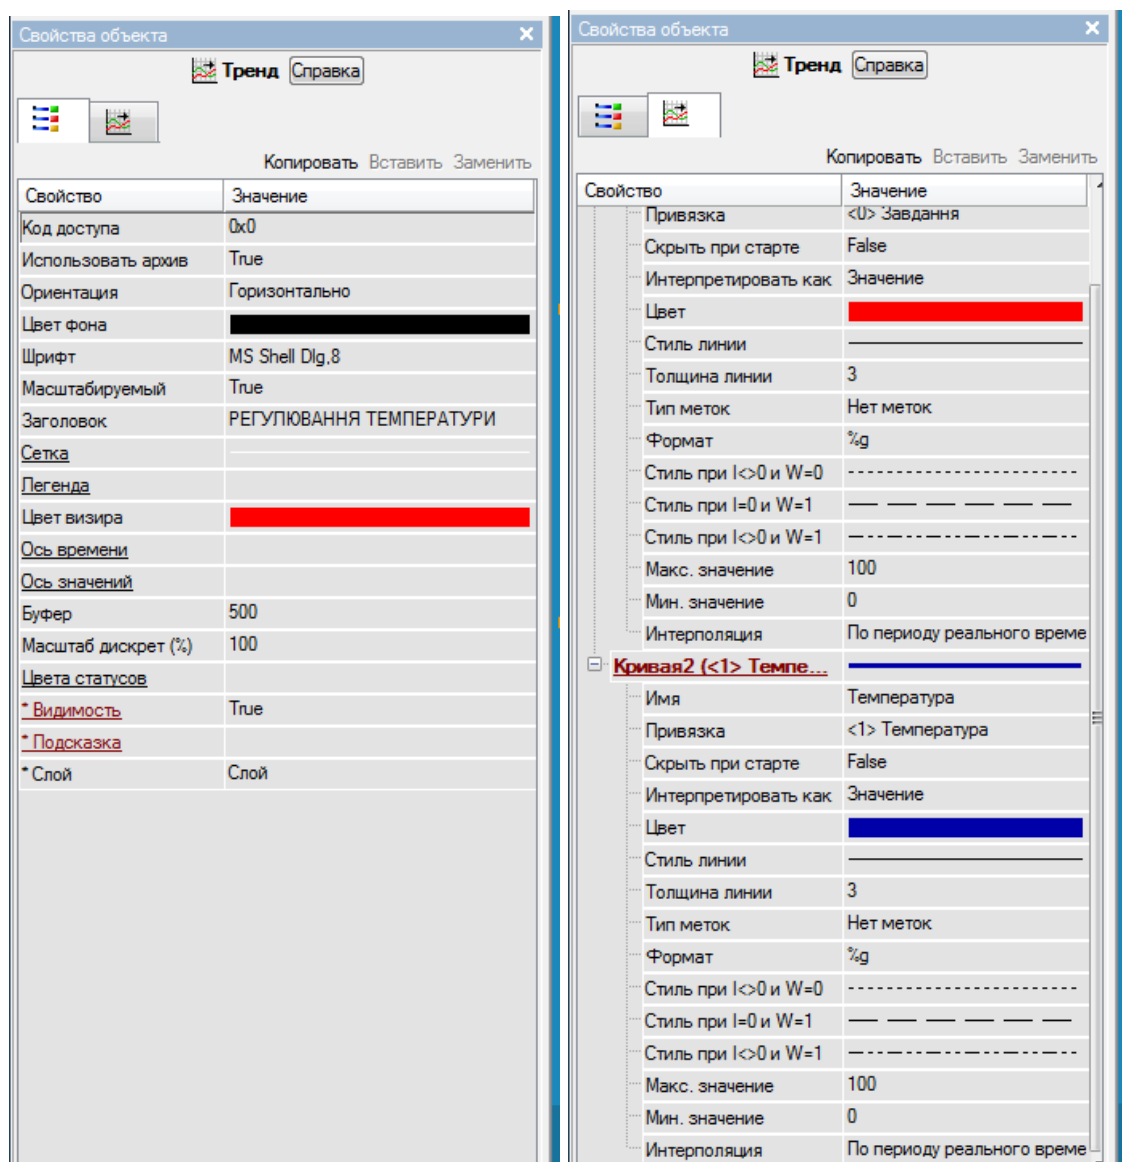 Свойства объекта
Тренд Справка
Копировать Вставить Заменить
Свойство Значение
Код доступа 0x0
Использовать архив True
Ориентация Горизонтально
Цвет фона
Шрифт MS Shell Dlg,8
Масштабируемый True
Заголовок РЕГУЛЮВАННЯ ТЕМПЕРАТУРИ
Сетка
Легенда
Цвет визира
Ось времени
Ось значений
Буфер 500
Масштаб дискрет (%) 100
Цвета статусов
* Видимость True
* Подсказка
* Слой Слой
Свойства объекта
Тренд Справка
Копировать Вставить Заменить
Свойство Значение
Привязка <0> Завдання
Скрыть при старте False
Интерпретировать как Значение
Цвет
Стиль линии
Толщина линии 3
Тип меток Нет меток
Формат %g
Стиль при I<>0 и W=0
Стиль при I=0 и W=1
Стиль при I<>0 и W=1
Макс. значение 100
Мин. значение 0
Интерполяция По периоду реального време
Кривая2 (<1> Темпе...
Имя Температура
Привязка <1> Температура
Скрыть при старте False
Интерпретировать как Значение
Цвет
Стиль линии
Толщина линии 3
Тип меток Нет меток
Формат %g
Стиль при I<>0 и W=0
Стиль при I=0 и W=1
Стиль при I<>0 и W=1
Макс. значение 100
Мин. значение 0
Интерполяция По периоду реального време